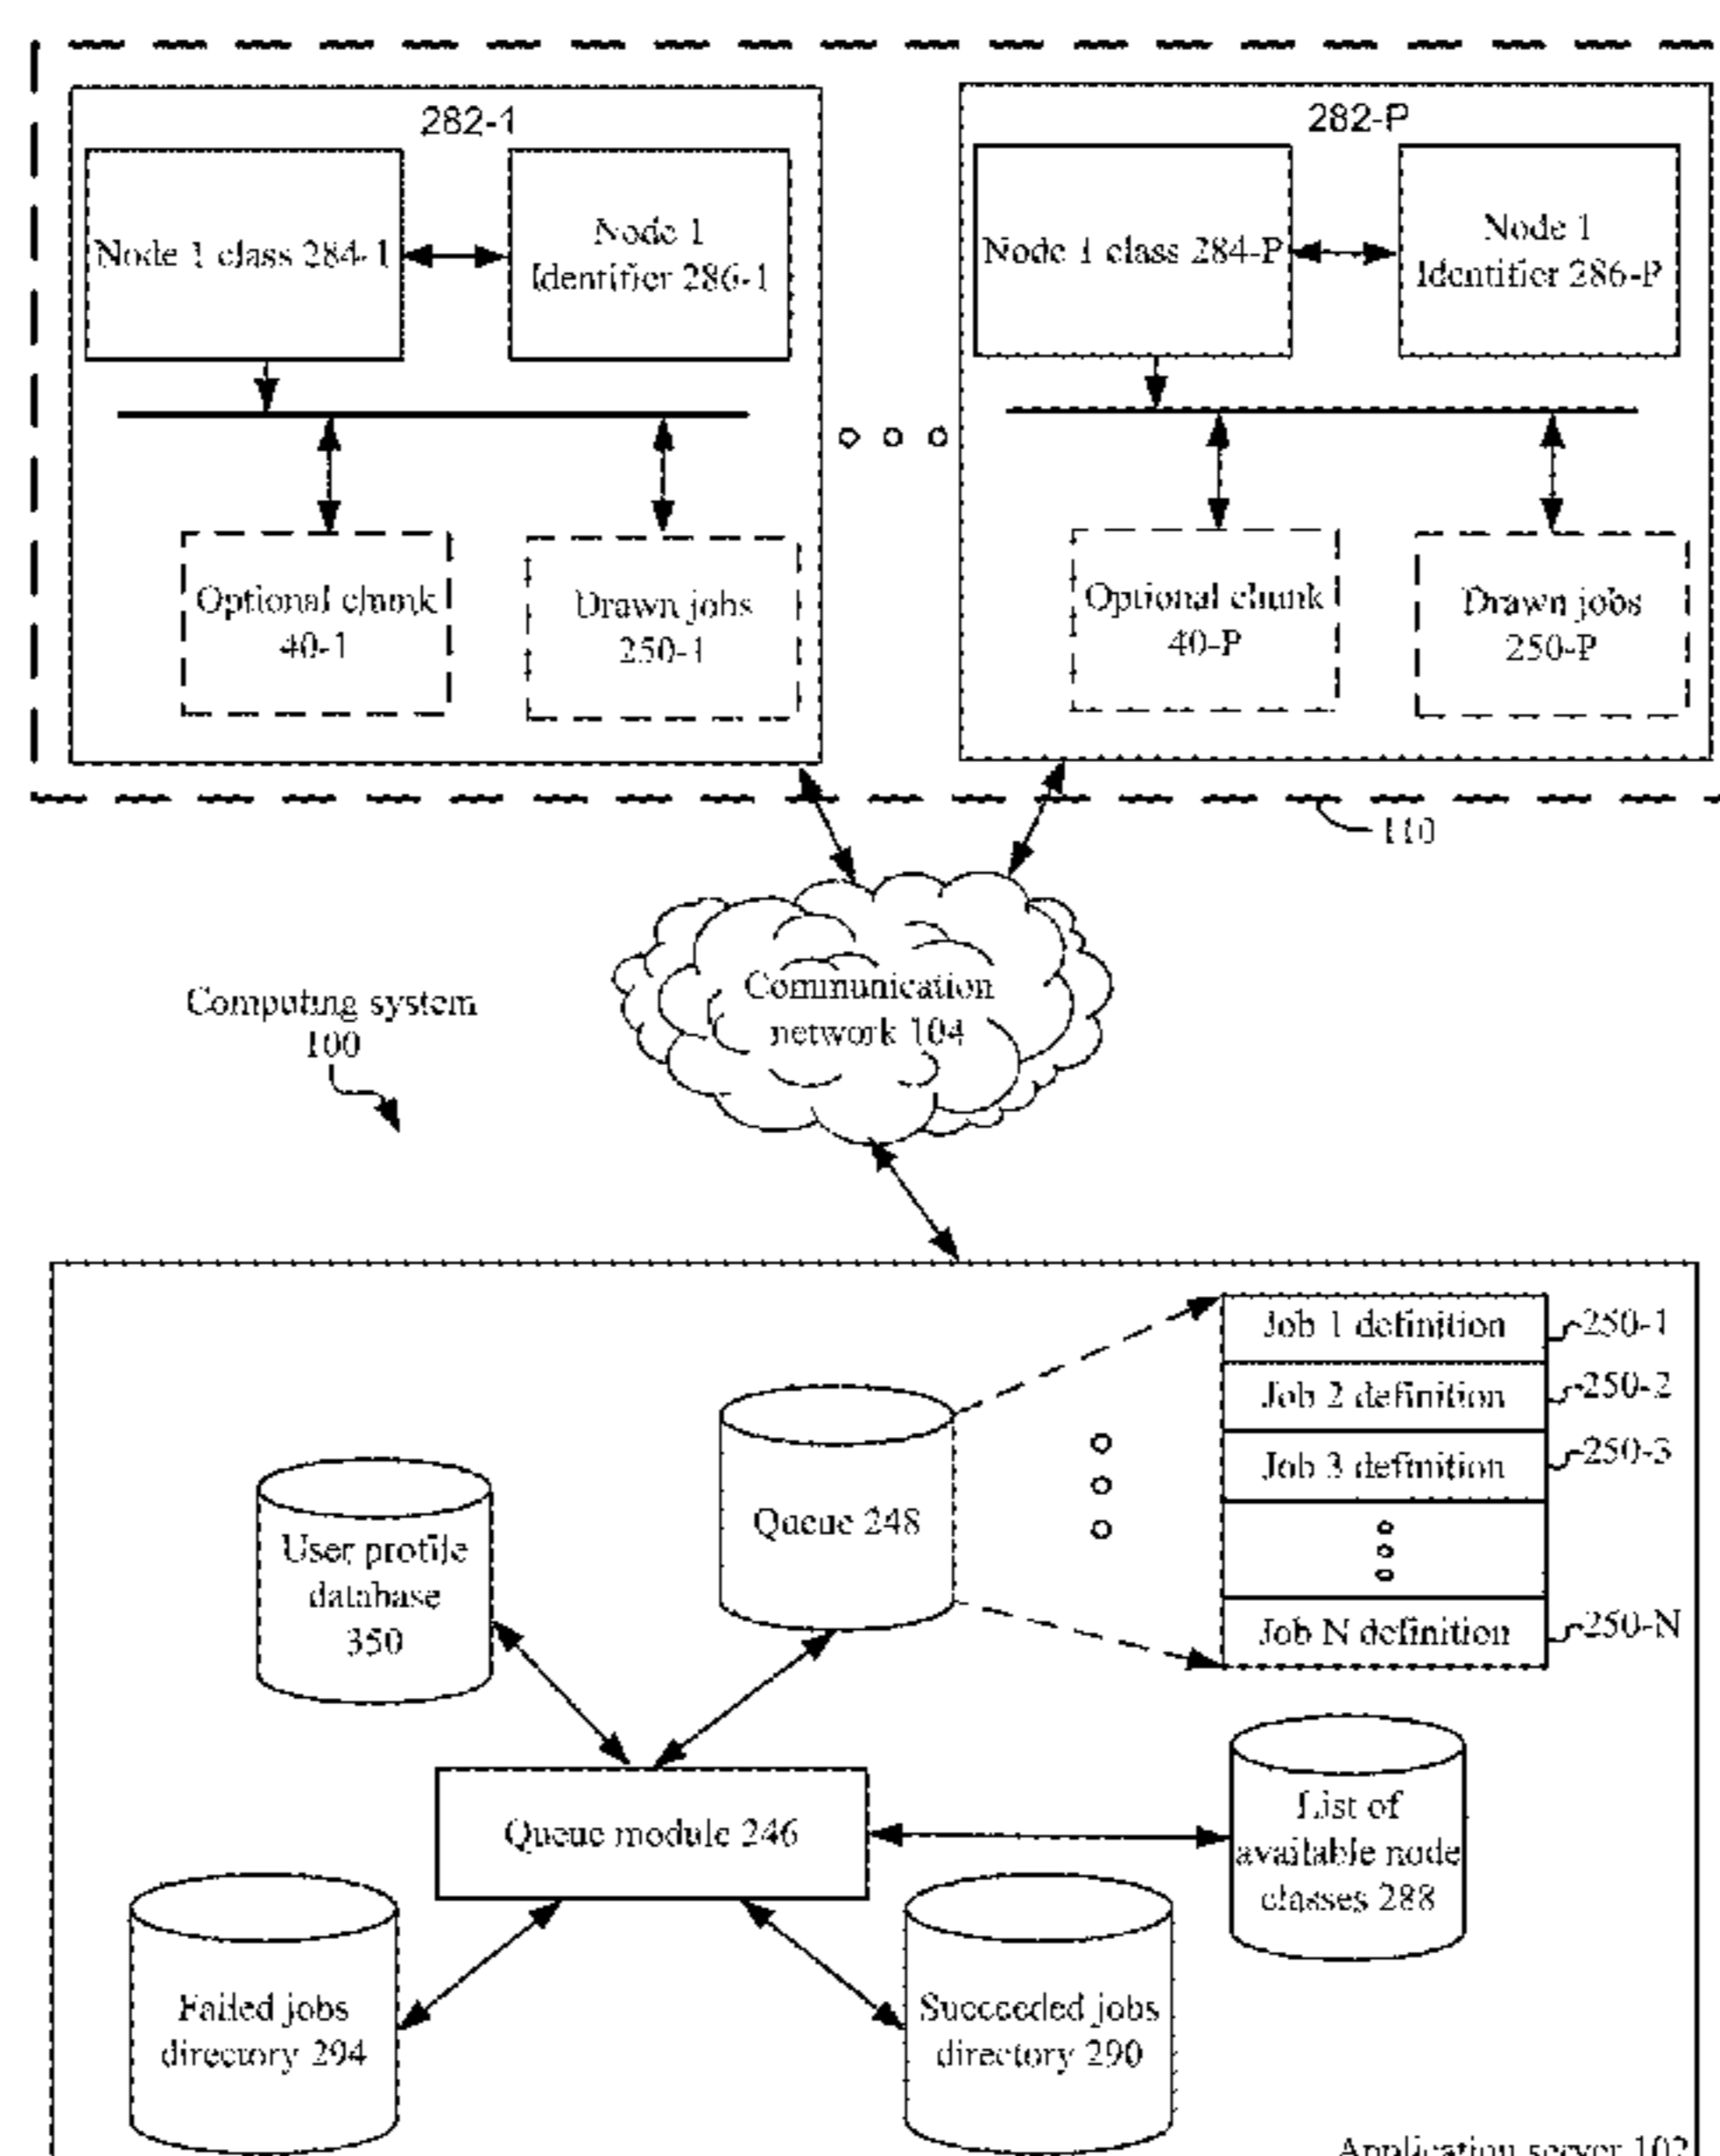 282-1
Node 1 class 284-1
Node 1
Identifier 286-1
Optional chunk
40-1
Drawn jobs
250-1
282-P
Node 1 class 284-P
Node 1
Identifier 286-P
Optional chunk
40-P
Drawn jobs
250-P
110
Communication
network 104
Computing system
100
Job 1 definition
250-1
Job 2 definition
250-2
Job 3 definition
250-3
Job N definition
250-N
Queue 248
User profile
database
350
Queue module 246
List of
available node
classes 288
Failed jobs
directory 294
Succeeded jobs
directory 290
Application server 102